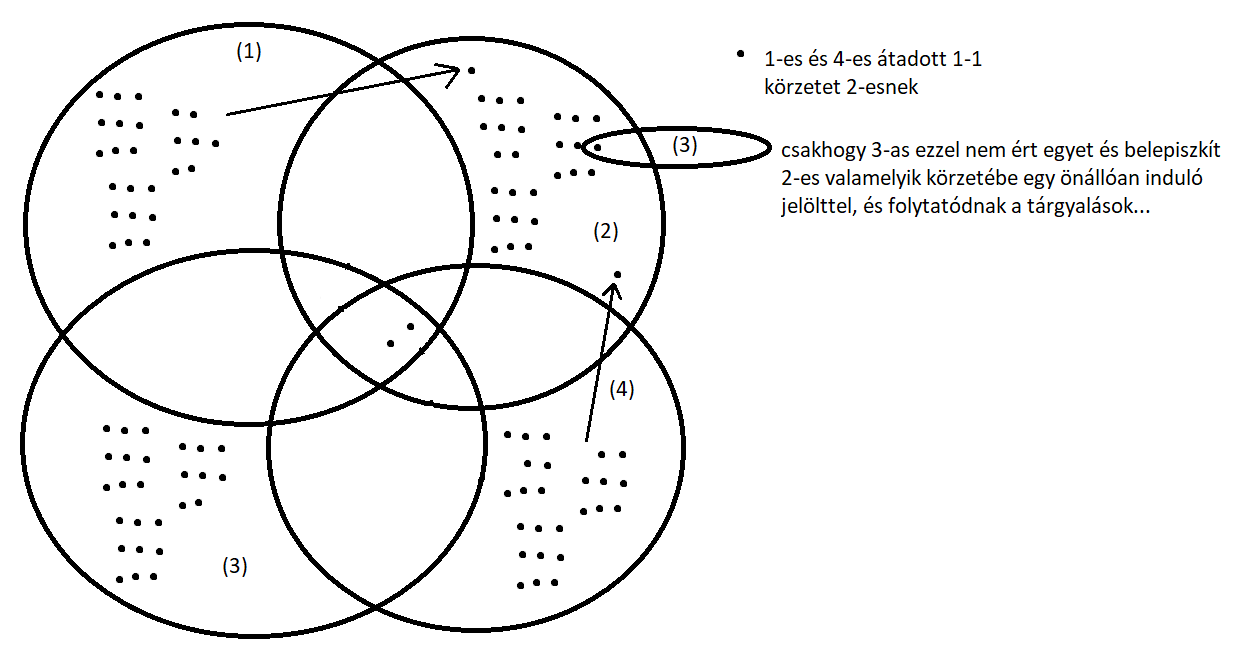 (1)
1-es és 4-es átadott 1-1
körzetet 2-esnek
(3)
csakhogy 3-as ezzel nem ért egyet és belepiszkít
2-es valamelyik körzetébe egy önállóan induló
jelölttel, és folytatódnak a tárgyalások...
(2)
(4)
(3)